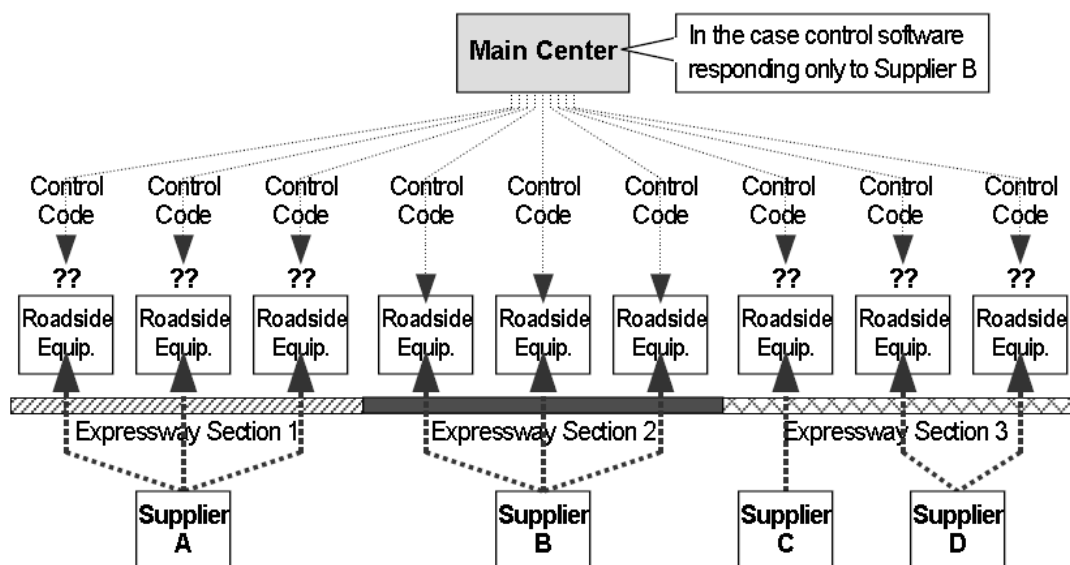 Main Center
In the case control software
responding only to Supplier B
Control Control Control Control Control Control Control Control Control
Code Code Code Code Code Code Code Code Code
?? ?? ?? ?? ?? ??
Roadside Roadside Roadside Roadside Roadside Roadside Roadside Roadside Roadside
Equip. Equip. Equip. Equip. Equip. Equip. Equip. Equip. Equip.
Expressway Section 1 Expressway Section 2 Expressway Section 3
Supplier Supplier Supplier Supplier
A B C D